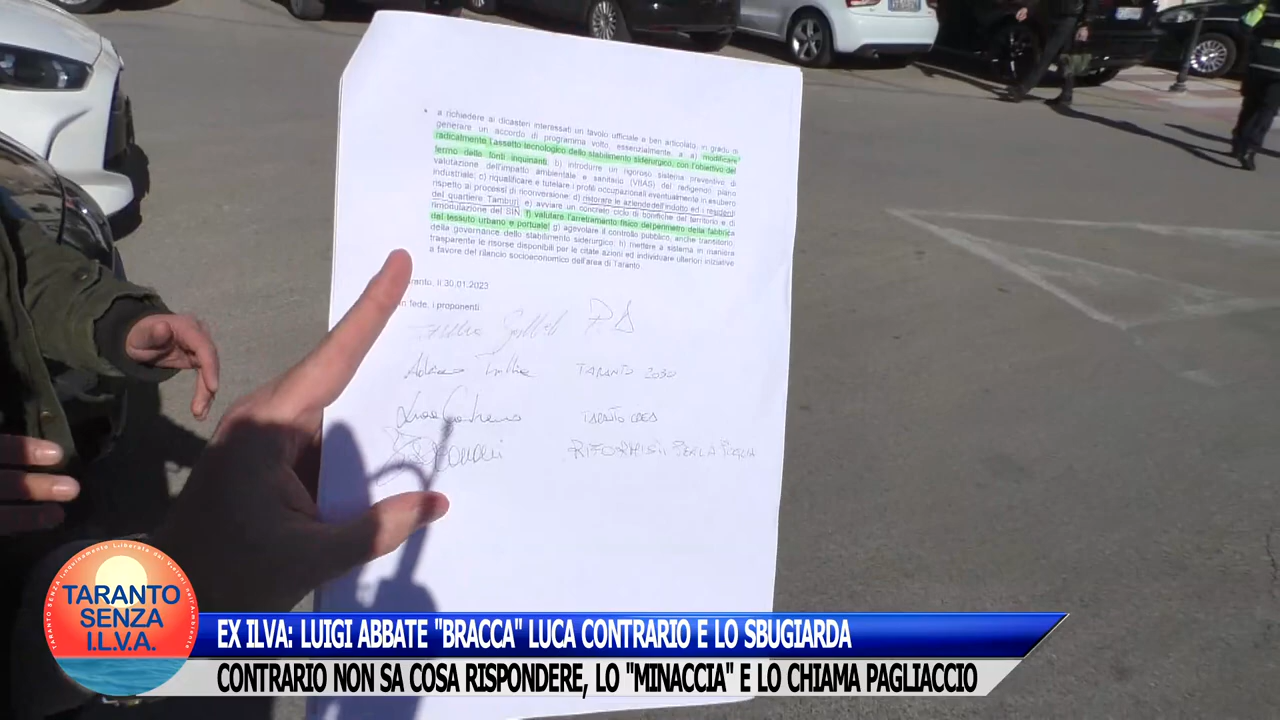 a richiedere ai dicasteri interessati un tavolo ufficiale a ben articolato, in gradu di
generare un accordo di programma volto, essenzialmente, a: a) modificare
radicalmente l'assetto tecnologico dello stabilimento siderurgico, con l'obiettivo del
fermo delle fonti inquinanti; b) introdurre un rigoroso sistema preventivo di
valutazione dell'impatto ambientale e sanitario (VIIAS) del redigendo piano
industriale; c) riqualificare e tutelare i profili occupazionali eventualmente in esubero
rispetto ai processi di riconversione; d) ristorare le aziende dell'indotto ed i residenti
del quartiere Tamburi; e) avviare un concreto ciclo di bonifiche del territorio e di
rimodulazione del SIN; f) valutare l'arretramento fisico del perimetro della fabbrica
dal tessuto urbano e portuale; g) agevolare il controllo pubblico, anche transitorio,
della governance dello stabilimento siderurgico; h) mettere a sistema in maniera
trasparente le risorse disponibili per le citate azioni ed individuare ulteriori iniziative
a favore del rilancio socioeconomico dell'area di Taranto
aranto, lì 30.01.2023
in fede, i proponenti:
PD
TARANTO 2030
Luca Contrario TARANTO CREA
RIFORMISTI PER LA PUGLIA
TARANTO
SENZA
I.L.V.A.
EX ILVA: LUIGI ABBATE "BRACCA" LUCA CONTRARIO E LO SBUGIARDA
CONTRARIO NON SA COSA RISPONDERE, LO "MINACCIA" E LO CHIAMA PAGLIACCIO